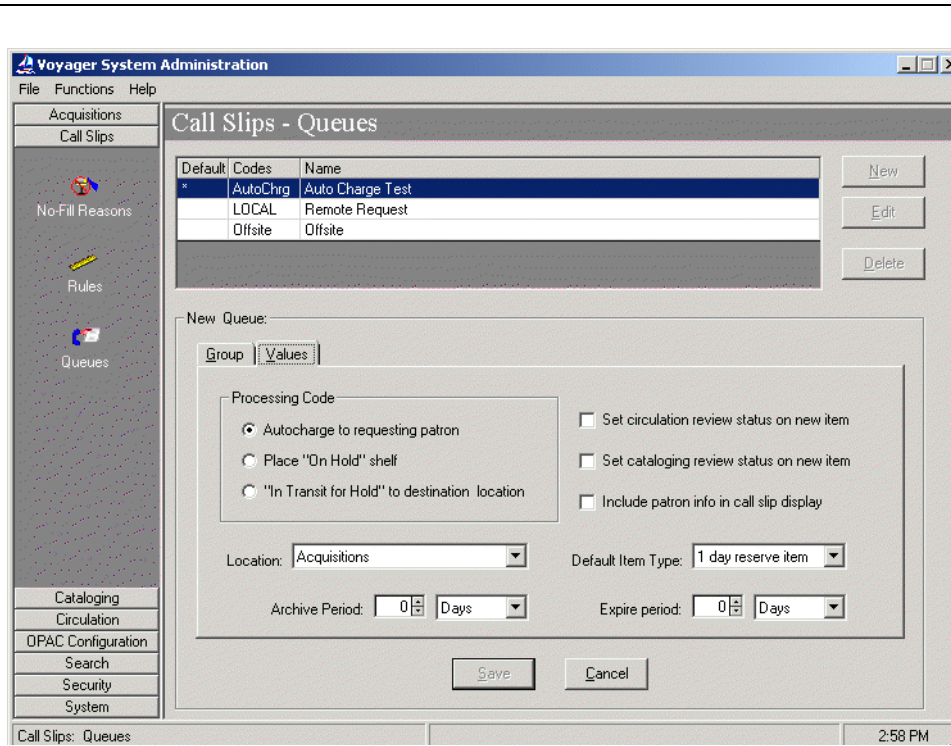 Voyager System Administration
File Functions Help
Acquisitions
Call Slips
No-Fill Reasons
Rules
Queues
Cataloging
Circulation
OPAC Configuration
Search
Security
System
Call Slips - Queues
Default Codes Name
* AutoChrg Auto Charge Test
LOCAL Remote Request
Offsite Offsite
New
Edit
Delete
New Queue:
Group Values
Processing Code
Autocharge to requesting patron
Place "On Hold" shelf
"In Transit for Hold" to destination location
Set circulation review status on new item
Set cataloging review status on new item
Include patron info in call slip display
Location: Acquisitions
Default Item Type: 1 day reserve item
Archive Period: 0 Days
Expire period: 0 Days
Save Cancel
Call Slips: Queues
2:58 PM